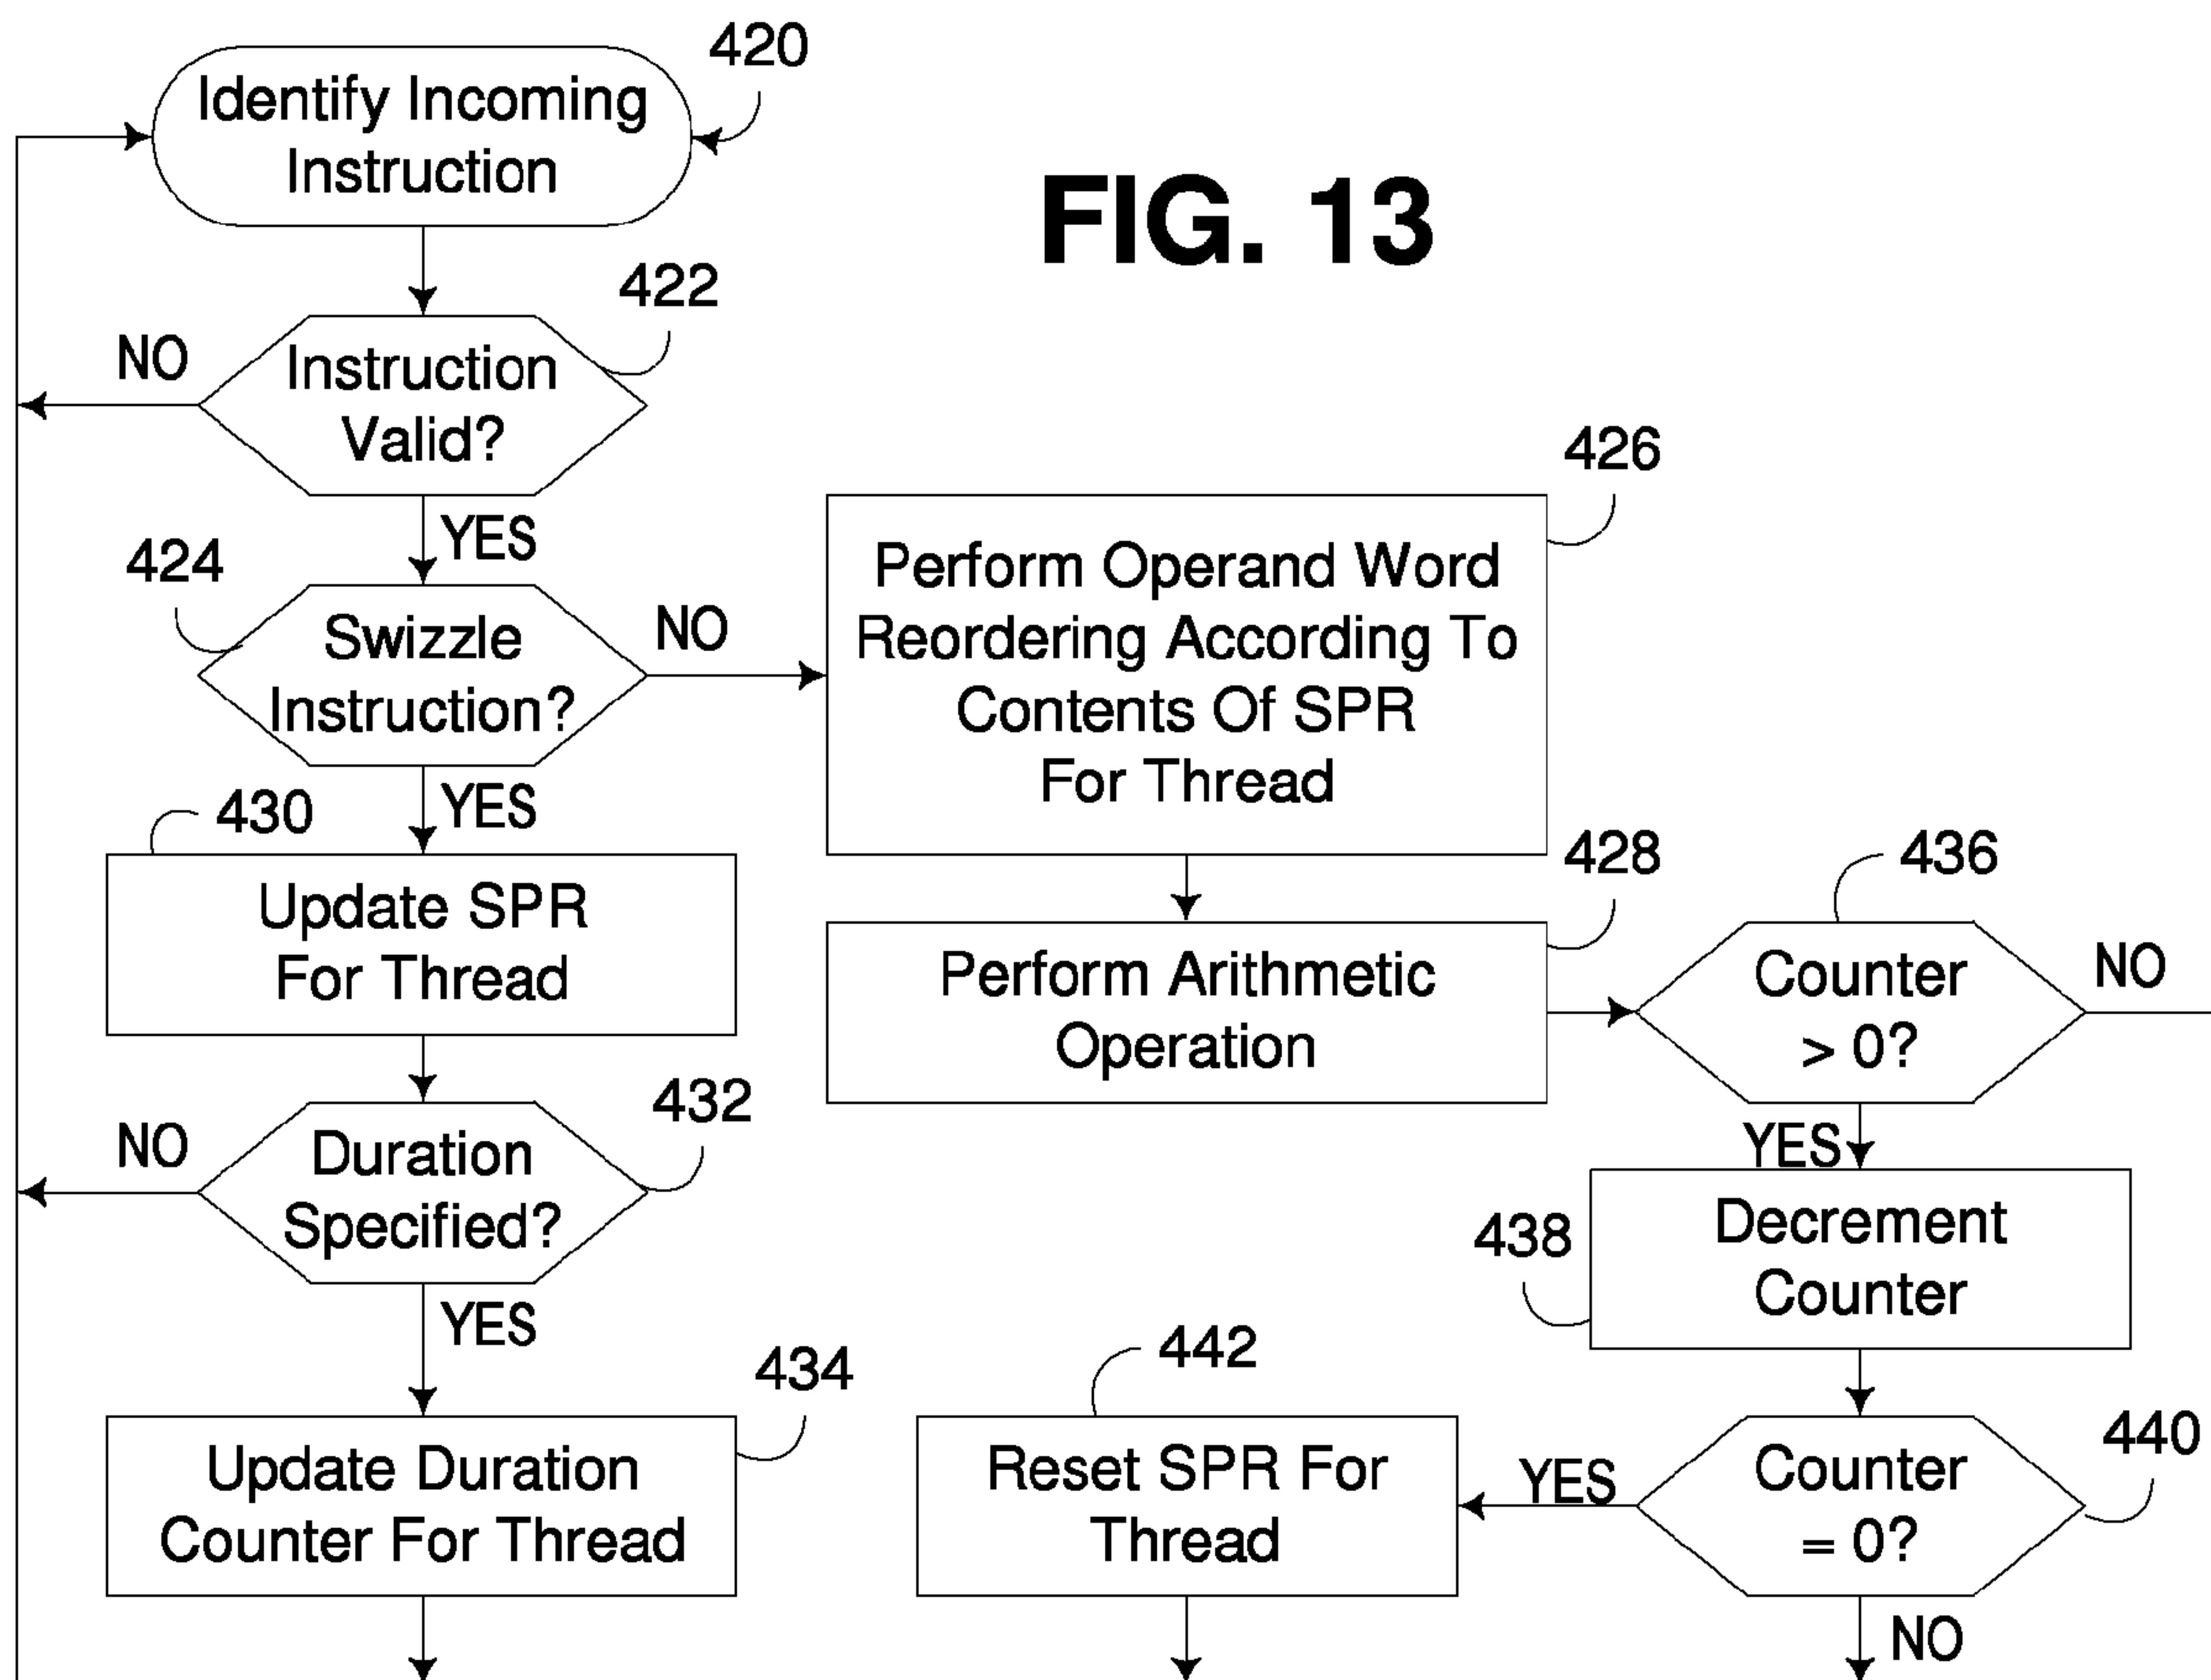 420
Identify Incoming
Instruction
FIG. 13
422
NO
Instruction
Valid?
YES
424
Swizzle
Instruction?
NO
426
Perform Operand Word
Reordering According To
Contents Of SPR
For Thread
YES
430
Update SPR
For Thread
428
Perform Arithmetic
Operation
436
Counter
> 0?
NO
432
NO
Duration
Specified?
YES
YES
438
Decrement
Counter
434
Update Duration
Counter For Thread
442
Reset SPR For
Thread
YES
440
Counter
= 0?
NO